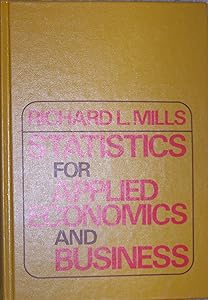 RICHARD L. MILLS
STATISTICS
FOR
APPLIED
ECONOMICS
AND
BUSINESS